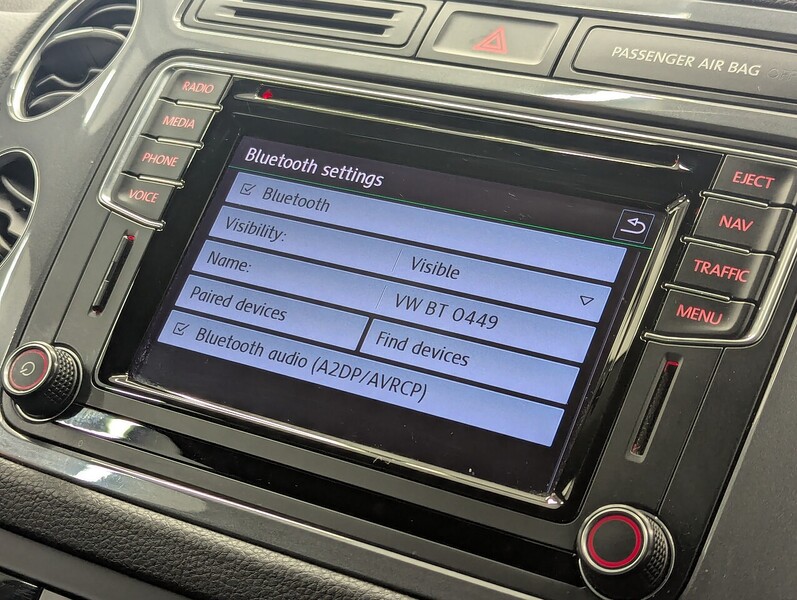 PASSENGER AIR BAG
RADIO
MEDIA
PHONE
VOICE
Bluetooth settings
Bluetooth
Visibility: Visible
Name: VW BT 0449
Paired devices Find devices
Bluetooth audio (A2DP/AVRCP)
EJECT
NAV
TRAFFIC
MENU